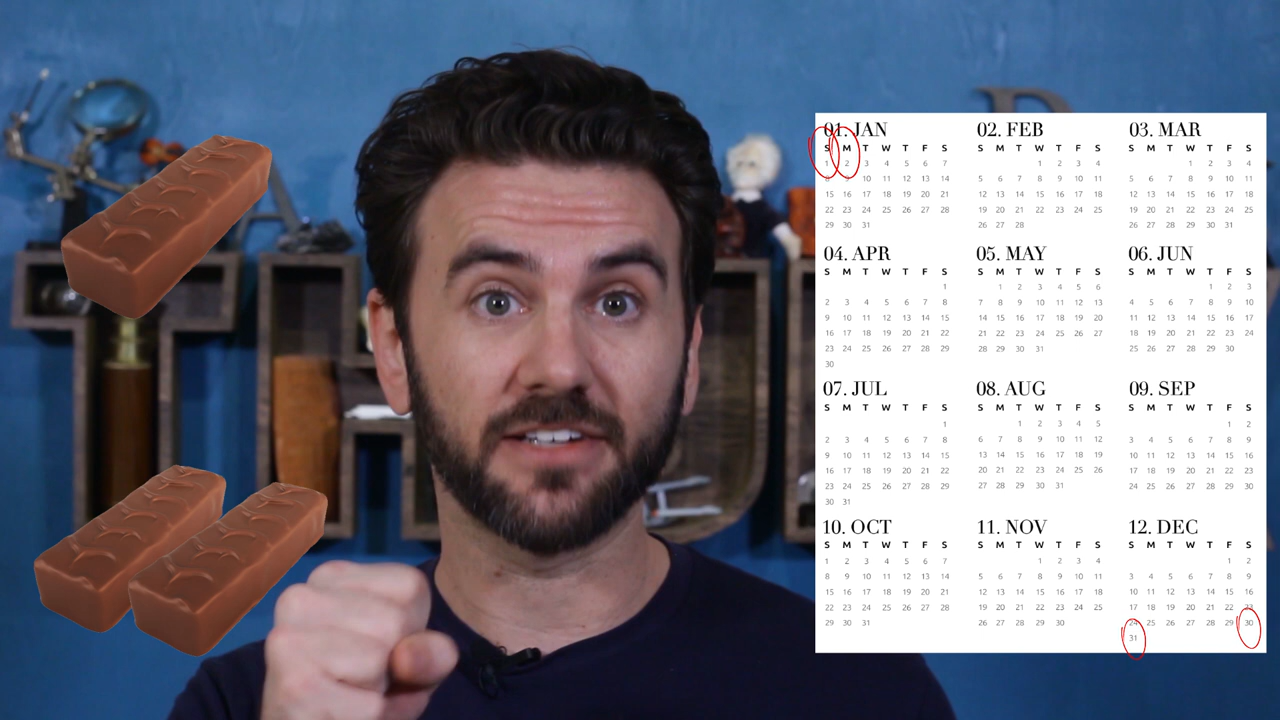 01. JAN
S M T W T F S
1 2 3 4 5 6 7
8 9 10 11 12 13 14
15 16 17 18 19 20 21
22 23 24 25 26 27 28
29 30 31
02. FEB
S M T W T F S
1 2 3 4
5 6 7 8 9 10 11
12 13 14 15 16 17 18
19 20 21 22 23 24 25
26 27 28
03. MAR
S M T W T F S
1 2 3 4
5 6 7 8 9 10 11
12 13 14 15 16 17 18
19 20 21 22 23 24 25
26 27 28 29 30 31
04. APR
S M T W T F S
1
2 3 4 5 6 7 8
9 10 11 12 13 14 15
16 17 18 19 20 21 22
23 24 25 26 27 28 29
30
05. MAY
S M T W T F S
1 2 3 4 5 6
7 8 9 10 11 12 13
14 15 16 17 18 19 20
21 22 23 24 25 26 27
28 29 30 31
06. JUN
S M T W T F S
1 2 3
4 5 6 7 8 9 10
11 12 13 14 15 16 17
18 19 20 21 22 23 24
25 26 27 28 29 30
07. JUL
S M T W T F S
1
2 3 4 5 6 7 8
9 10 11 12 13 14 15
16 17 18 19 20 21 22
23 24 25 26 27 28 29
30 31
08. AUG
S M T W T F S
1 2 3 4 5
6 7 8 9 10 11 12
13 14 15 16 17 18 19
20 21 22 23 24 25 26
27 28 29 30 31
09. SEP
S M T W T F S
1 2
3 4 5 6 7 8 9
10 11 12 13 14 15 16
17 18 19 20 21 22 23
24 25 26 27 28 29 30
10. OCT
S M T W T F S
1 2 3 4 5 6 7
8 9 10 11 12 13 14
15 16 17 18 19 20 21
22 23 24 25 26 27 28
29 30 31
11. NOV
S M T W T F S
1 2 3 4
5 6 7 8 9 10 11
12 13 14 15 16 17 18
19 20 21 22 23 24 25
26 27 28 29 30
12. DEC
S M T W T F S
1 2
3 4 5 6 7 8 9
10 11 12 13 14 15 16
17 18 19 20 21 22 23
24 25 26 27 28 29 30
31